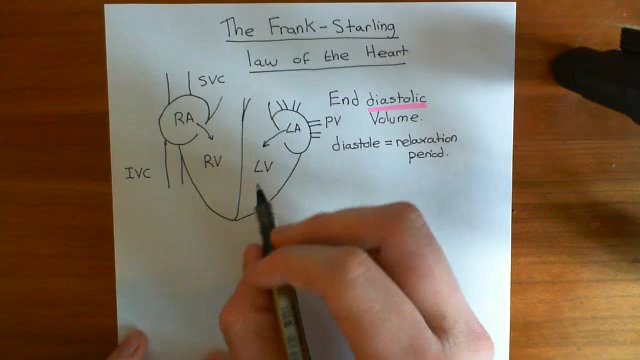 The Frank-Starling
law of the Heart
SVC
RA
LA
PV
RV
LV
IVC
End diastolic
Volume.
diastole = relaxation
period.